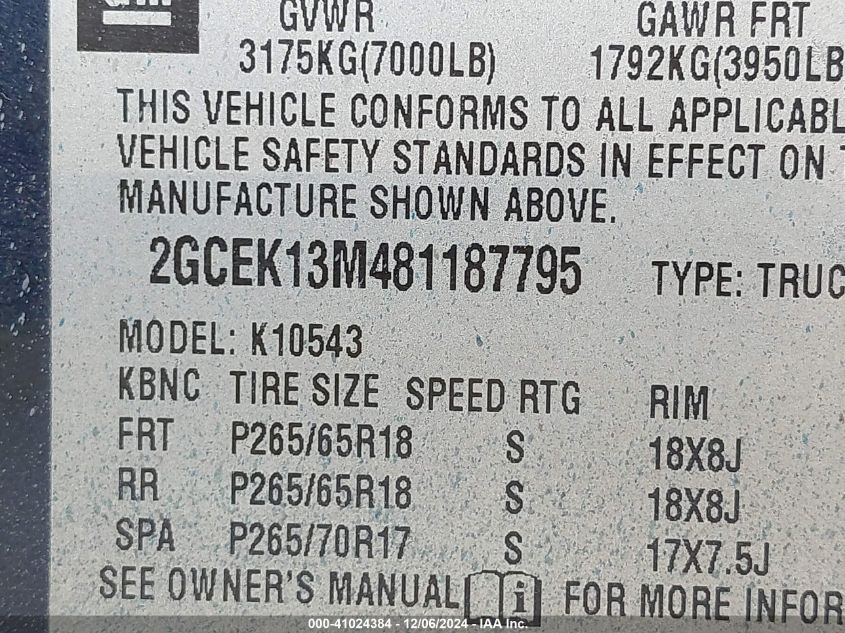 GM
GVWR GAWR FRT
3175KG(7000LB) 1792KG(3950LB
THIS VEHICLE CONFORMS TO ALL APPLICABL
VEHICLE SAFETY STANDARDS IN EFFECT ON T
MANUFACTURE SHOWN ABOVE.
2GCEK13M481187795 TYPE: TRUC
MODEL: K10543
KBNC TIRE SIZE SPEED RTG RIM
FRT P265/65R18 S 18X8J
RR P265/65R18 S 18X8J
SPA P265/70R17 S 17X7.5J
SEE OWNER'S MANUAL i FOR MORE INFOR
000-41024384 - 12/06/2024 - IAA Inc.